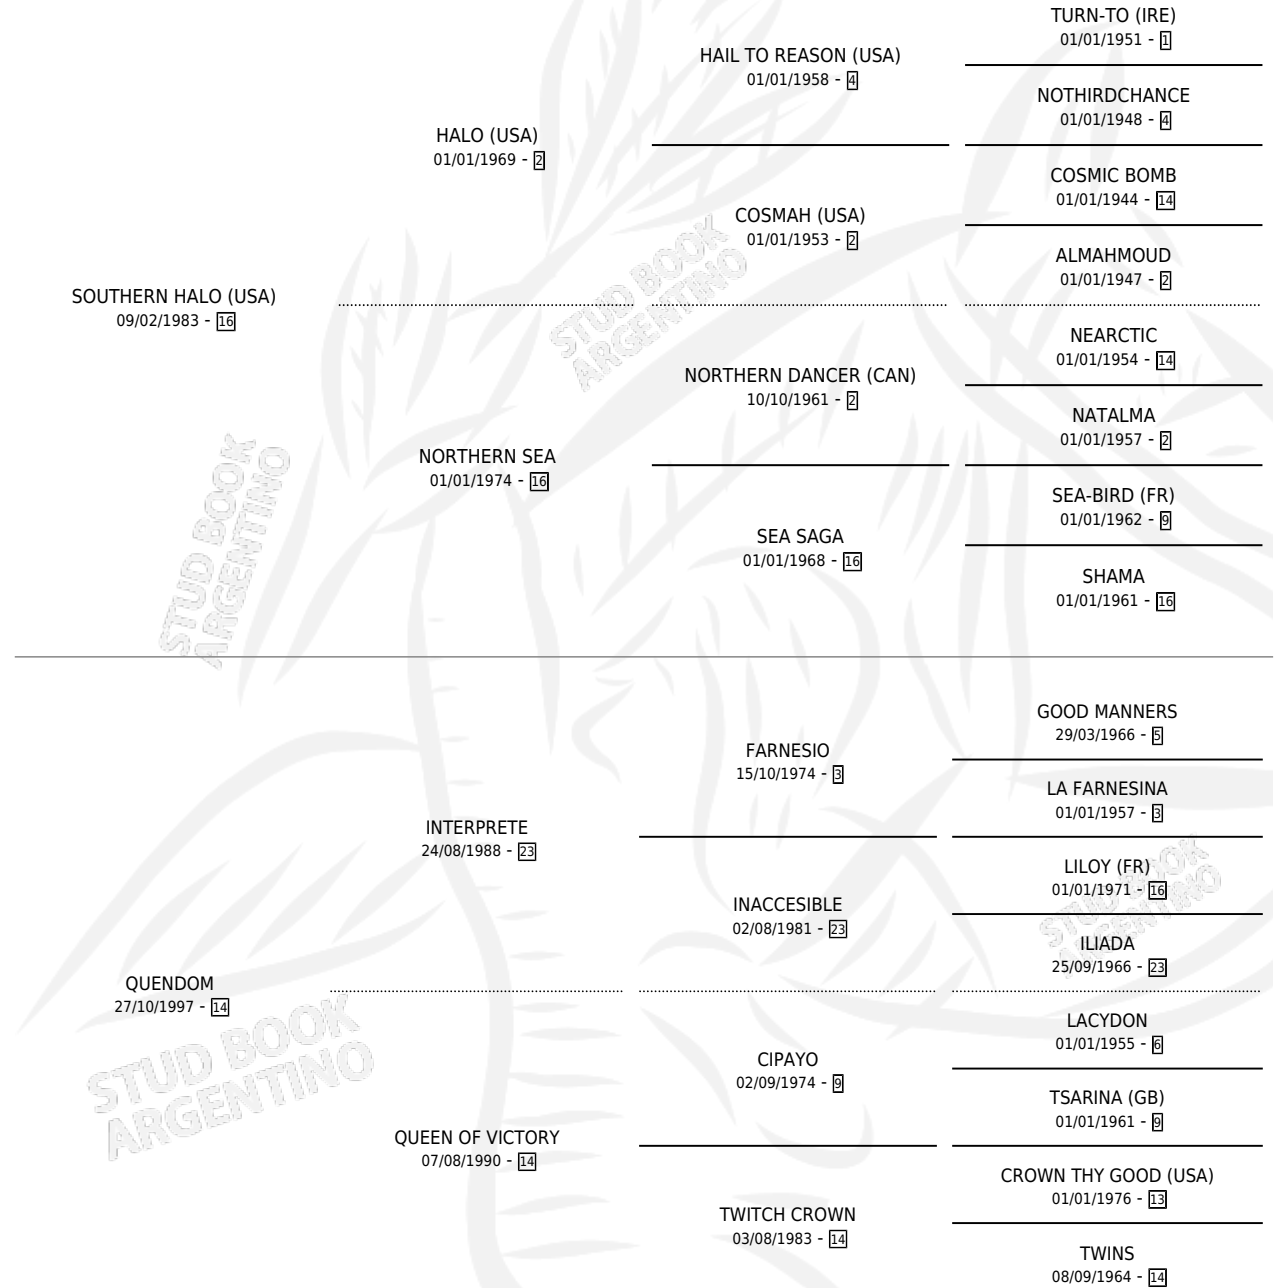 TURN-TO (IRE)
01/01/1951 - 1
HAIL TO REASON (USA)
01/01/1958 - 4
NOTHIRDCHANCE
01/01/1948 - 4
HALO (USA)
01/01/1969 - 2
COSMIC BOMB
01/01/1944 - 14
COSMAH (USA)
01/01/1953 - 2
ALMAHMOUD
01/01/1947 - 2
SOUTHERN HALO (USA)
09/02/1983 - 16
STUD BOOK
ARGENTINO
NEARCTIC
01/01/1954 - 14
NORTHERN DANCER (CAN)
10/10/1961 - 2
NATALMA
01/01/1957 - 2
NORTHERN SEA
01/01/1974 - 16
SEA-BIRD (FR)
01/01/1962 - 9
SEA SAGA
01/01/1968 - 16
SHAMA
01/01/1961 - 16
STUD BOOK
ARGENTINO
GOOD MANNERS
29/03/1966 - 5
FARNESIO
15/10/1974 - 3
LA FARNESINA
01/01/1957 - 3
INTERPRETE
24/08/1988 - 23
LILOY (FR)
01/01/1971 - 16
INACCESIBLE
02/08/1981 - 23
ILIADA
25/09/1966 - 23
STUD BOOK
ARGENTINO
QUENDOM
27/10/1997 - 14
LACYDON
01/01/1955 - 6
CIPAYO
02/09/1974 - 9
TSARINA (GB)
01/01/1961 - 9
STUD BOOK
ARGENTINO
QUEEN OF VICTORY
07/08/1990 - 14
CROWN THY GOOD (USA)
01/01/1976 - 13
TWITCH CROWN
03/08/1983 - 14
TWINS
08/09/1964 - 14